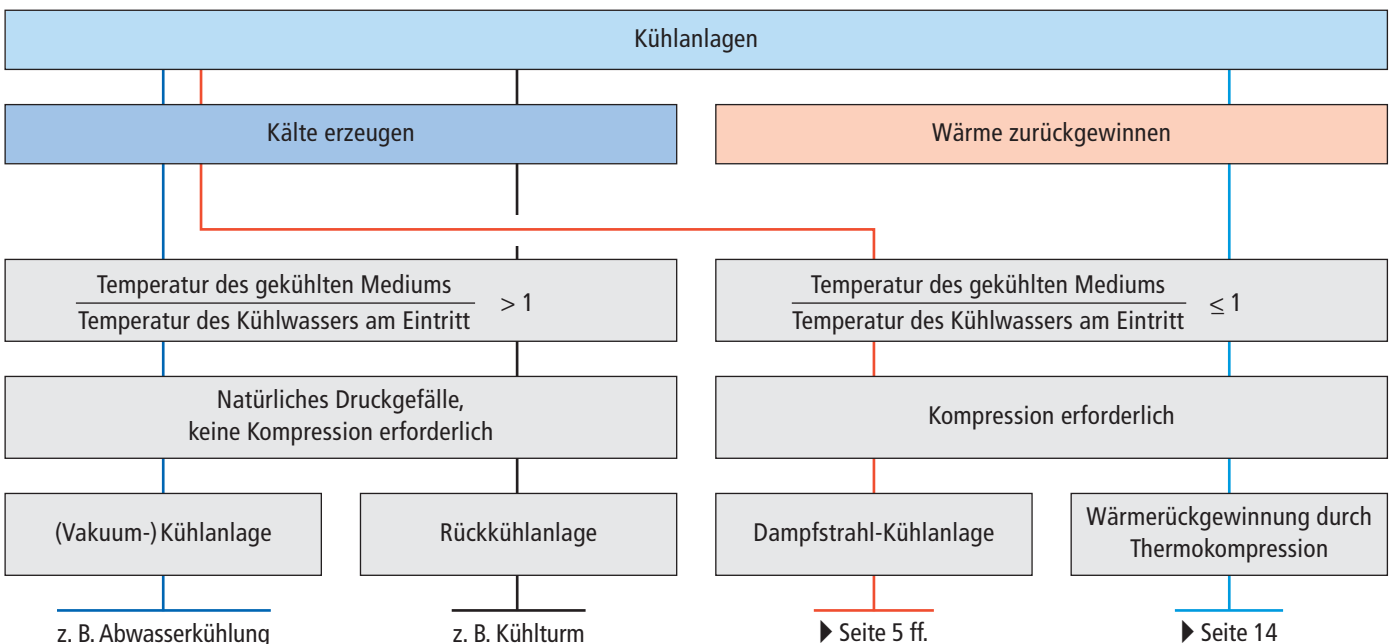 Kühlanlagen
Kälte erzeugen
Wärme zurückgewinnen
Temperatur des gekühlten Mediums
Temperatur des Kühlwassers am Eintritt
> 1
Temperatur des gekühlten Mediums
Temperatur des Kühlwassers am Eintritt
≤ 1
Natürliches Druckgefälle,
keine Kompression erforderlich
Kompression erforderlich
(Vakuum-) Kühlanlage
Rückkühlanlage
Dampfstrahl-Kühlanlage
Wärmerückgewinnung durch
Thermokompression
z. B. Abwasserkühlung
z. B. Kühlturm
▶ Seite 5 ff.
▶ Seite 14